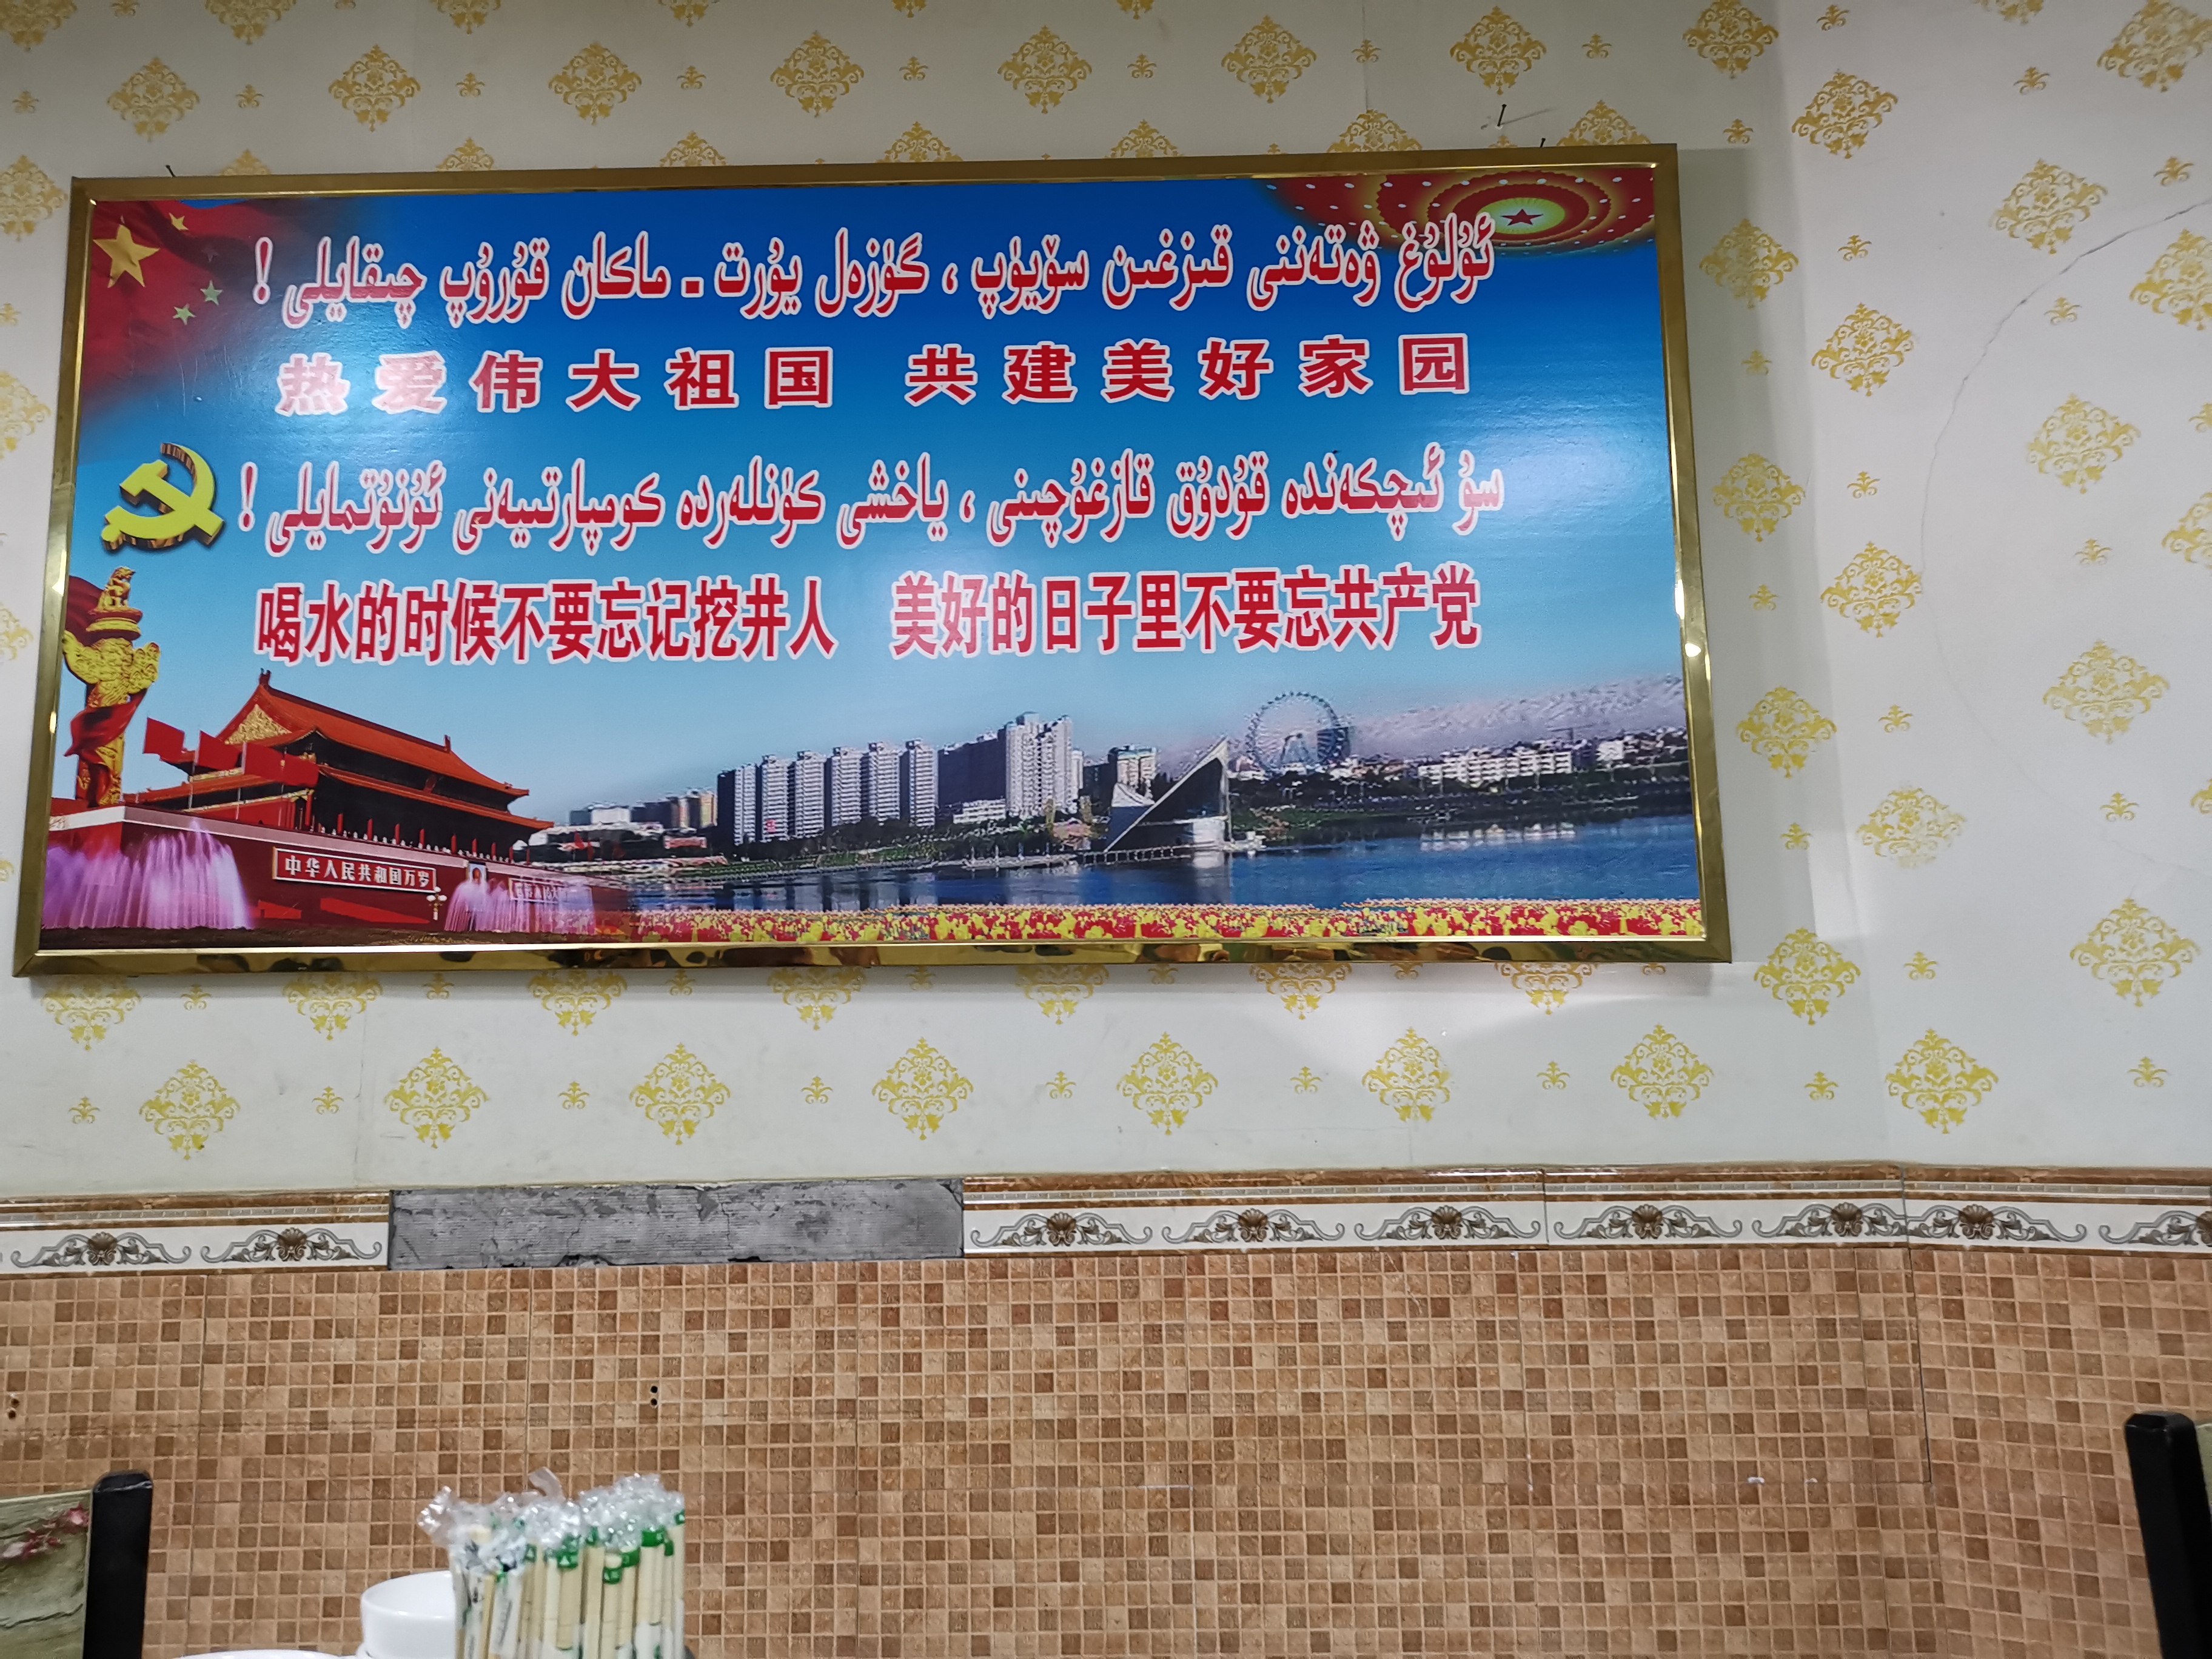 ئۇلۇغ ۋەتەننى قىزغىن سۆيۈپ ، گۈزەل يۇرت - ماكان قۇرۇپ چىقايلى !
热爱伟大祖国 共建美好家园
سۇ ئىچكەندە قۇدۇق قازغۇچىنى ، ياخشى كۈنلەردە كومپارتىيەنى ئۇنۇتمايلى !
喝水的时候不要忘记挖井人 美好的日子里不要忘共产党
中华人民共和国万岁